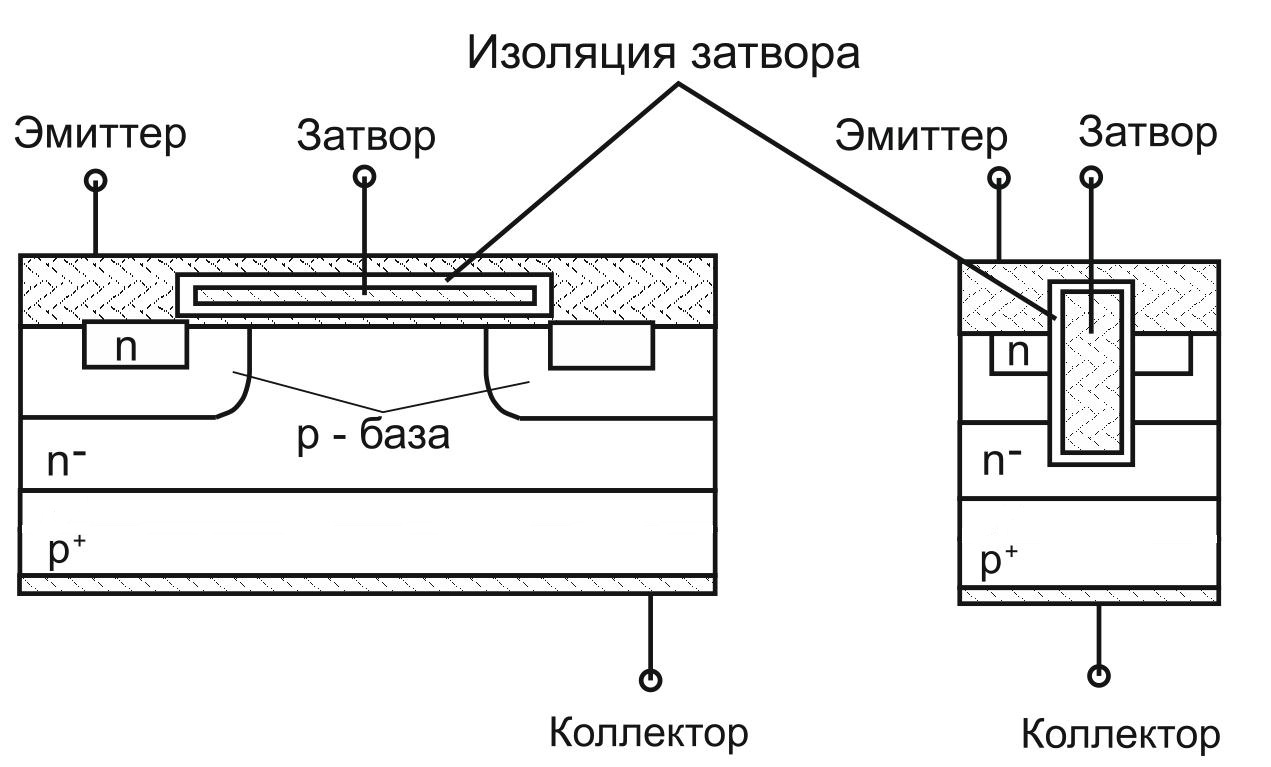 Изоляция затвора
Эмиттер
Затвор
Эмиттер
Затвор
n
n
p - база
n⁻
n⁻
p⁺
p⁺
Коллектор
Коллектор